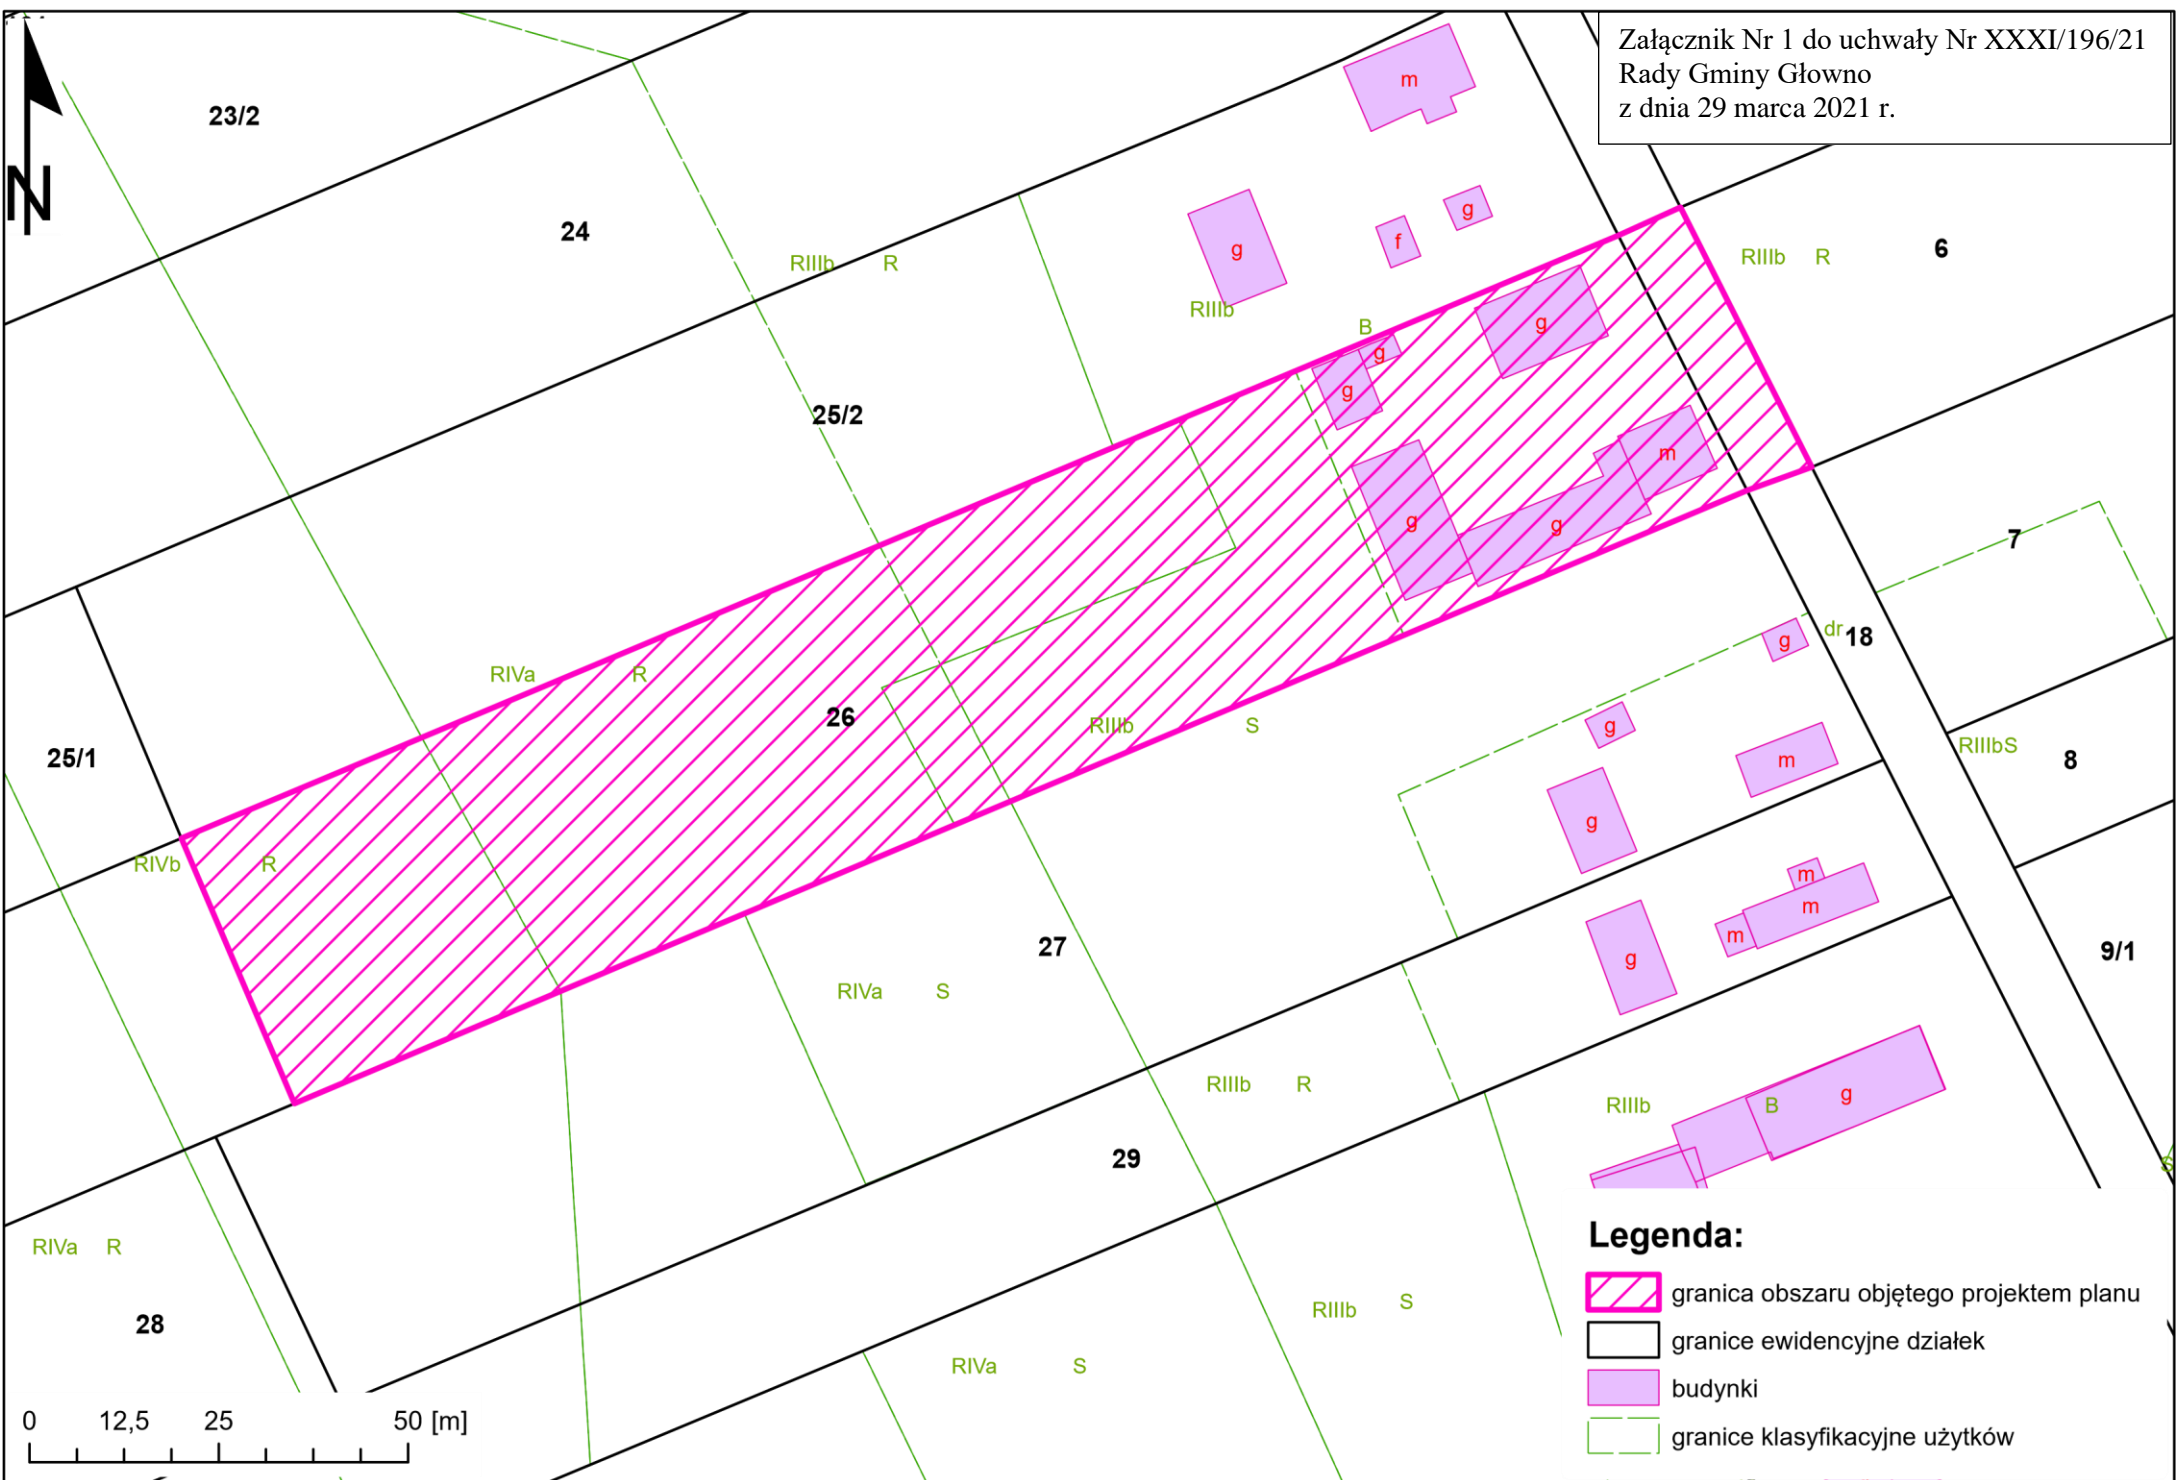 Załącznik Nr 1 do uchwały Nr XXXI/196/21
Rady Gminy Głowno
z dnia 29 marca 2021 r.
N
23/2
24
m
g
f
g
RIIIb R
RIIIb
B
RIIIb R
6
g
g
g
25/2
m
g
g
7
RIVa R
26
RIIIb S
dr
18
g
g
m
g
RIIIbS
8
25/1
RIVb R
m
m
m
g
9/1
27
RIVa S
RIIIb R
RIIIb
B
g
29
S
RIVa R
28
RIIIb S
RIVa S
Legenda:
granica obszaru objętego projektem planu
granice ewidencyjne działek
budynki
granice klasyfikacyjne użytków
0 12,5 25 50 [m]